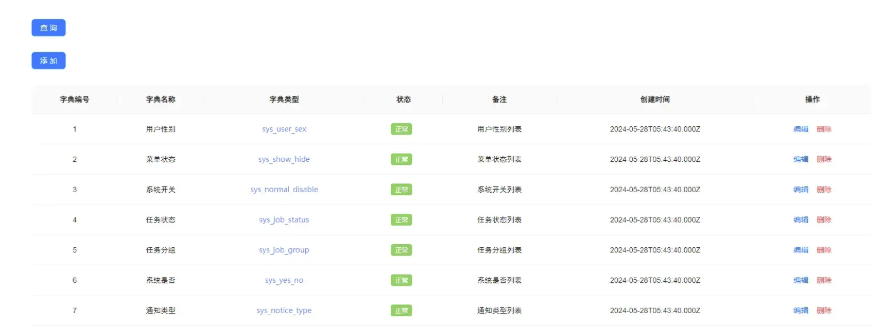 查 询
添 加
字典编号 字典名称 字典类型 状态 备注 创建时间 操作
1 用户性别 sys_user_sex 正常 用户性别列表 2024-05-28T05:43:40.000Z 编辑 删除
2 菜单状态 sys_show_hide 正常 菜单状态列表 2024-05-28T05:43:40.000Z 编辑 删除
3 系统开关 sys_normal_disable 正常 系统开关列表 2024-05-28T05:43:40.000Z 编辑 删除
4 任务状态 sys_job_status 正常 任务状态列表 2024-05-28T05:43:40.000Z 编辑 删除
5 任务分组 sys_job_group 正常 任务分组列表 2024-05-28T05:43:40.000Z 编辑 删除
6 系统是否 sys_yes_no 正常 系统是否列表 2024-05-28T05:43:40.000Z 编辑 删除
7 通知类型 sys_notice_type 正常 通知类型列表 2024-05-28T05:43:40.000Z 编辑 删除